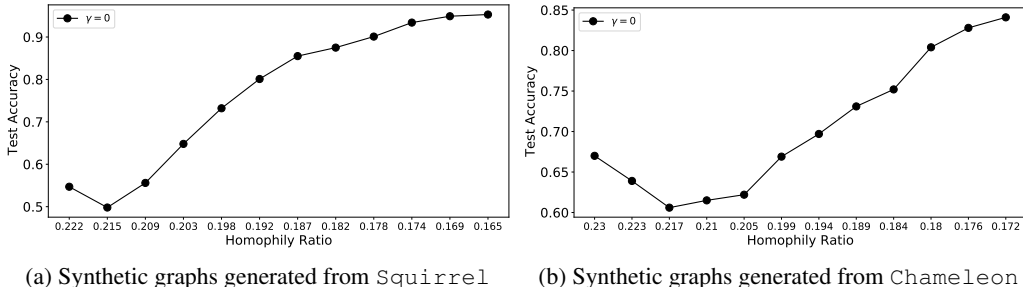 γ = 0
Test Accuracy
0.9
0.8
0.7
0.6
0.5
0.222 0.215 0.209 0.203 0.198 0.192 0.187 0.182 0.178 0.174 0.169 0.165
Homophily Ratio
(a) Synthetic graphs generated from Squirrel
γ = 0
Test Accuracy
0.85
0.80
0.75
0.70
0.65
0.60
0.23 0.223 0.217 0.21 0.205 0.199 0.194 0.189 0.184 0.18 0.176 0.172
Homophily Ratio
(b) Synthetic graphs generated from Chameleon